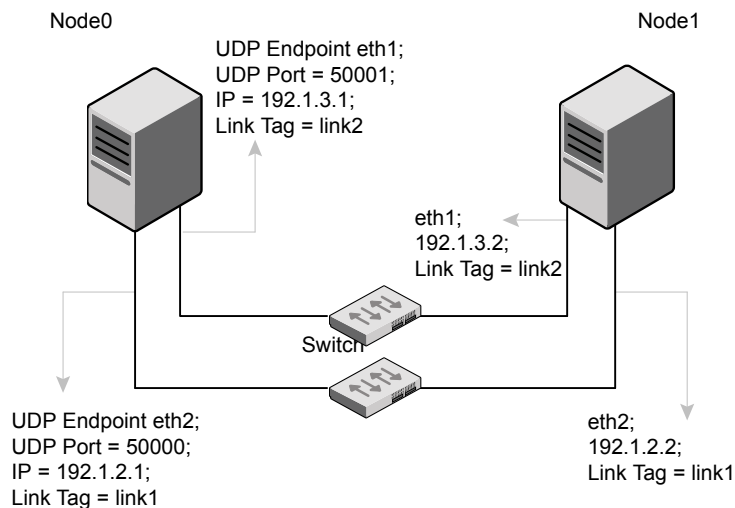 Node0
Node1
UDP Endpoint eth1;
UDP Port = 50001;
IP = 192.1.3.1;
Link Tag = link2
eth1;
192.1.3.2;
Link Tag = link2
Switch
UDP Endpoint eth2;
UDP Port = 50000;
IP = 192.1.2.1;
Link Tag = link1
eth2;
192.1.2.2;
Link Tag = link1